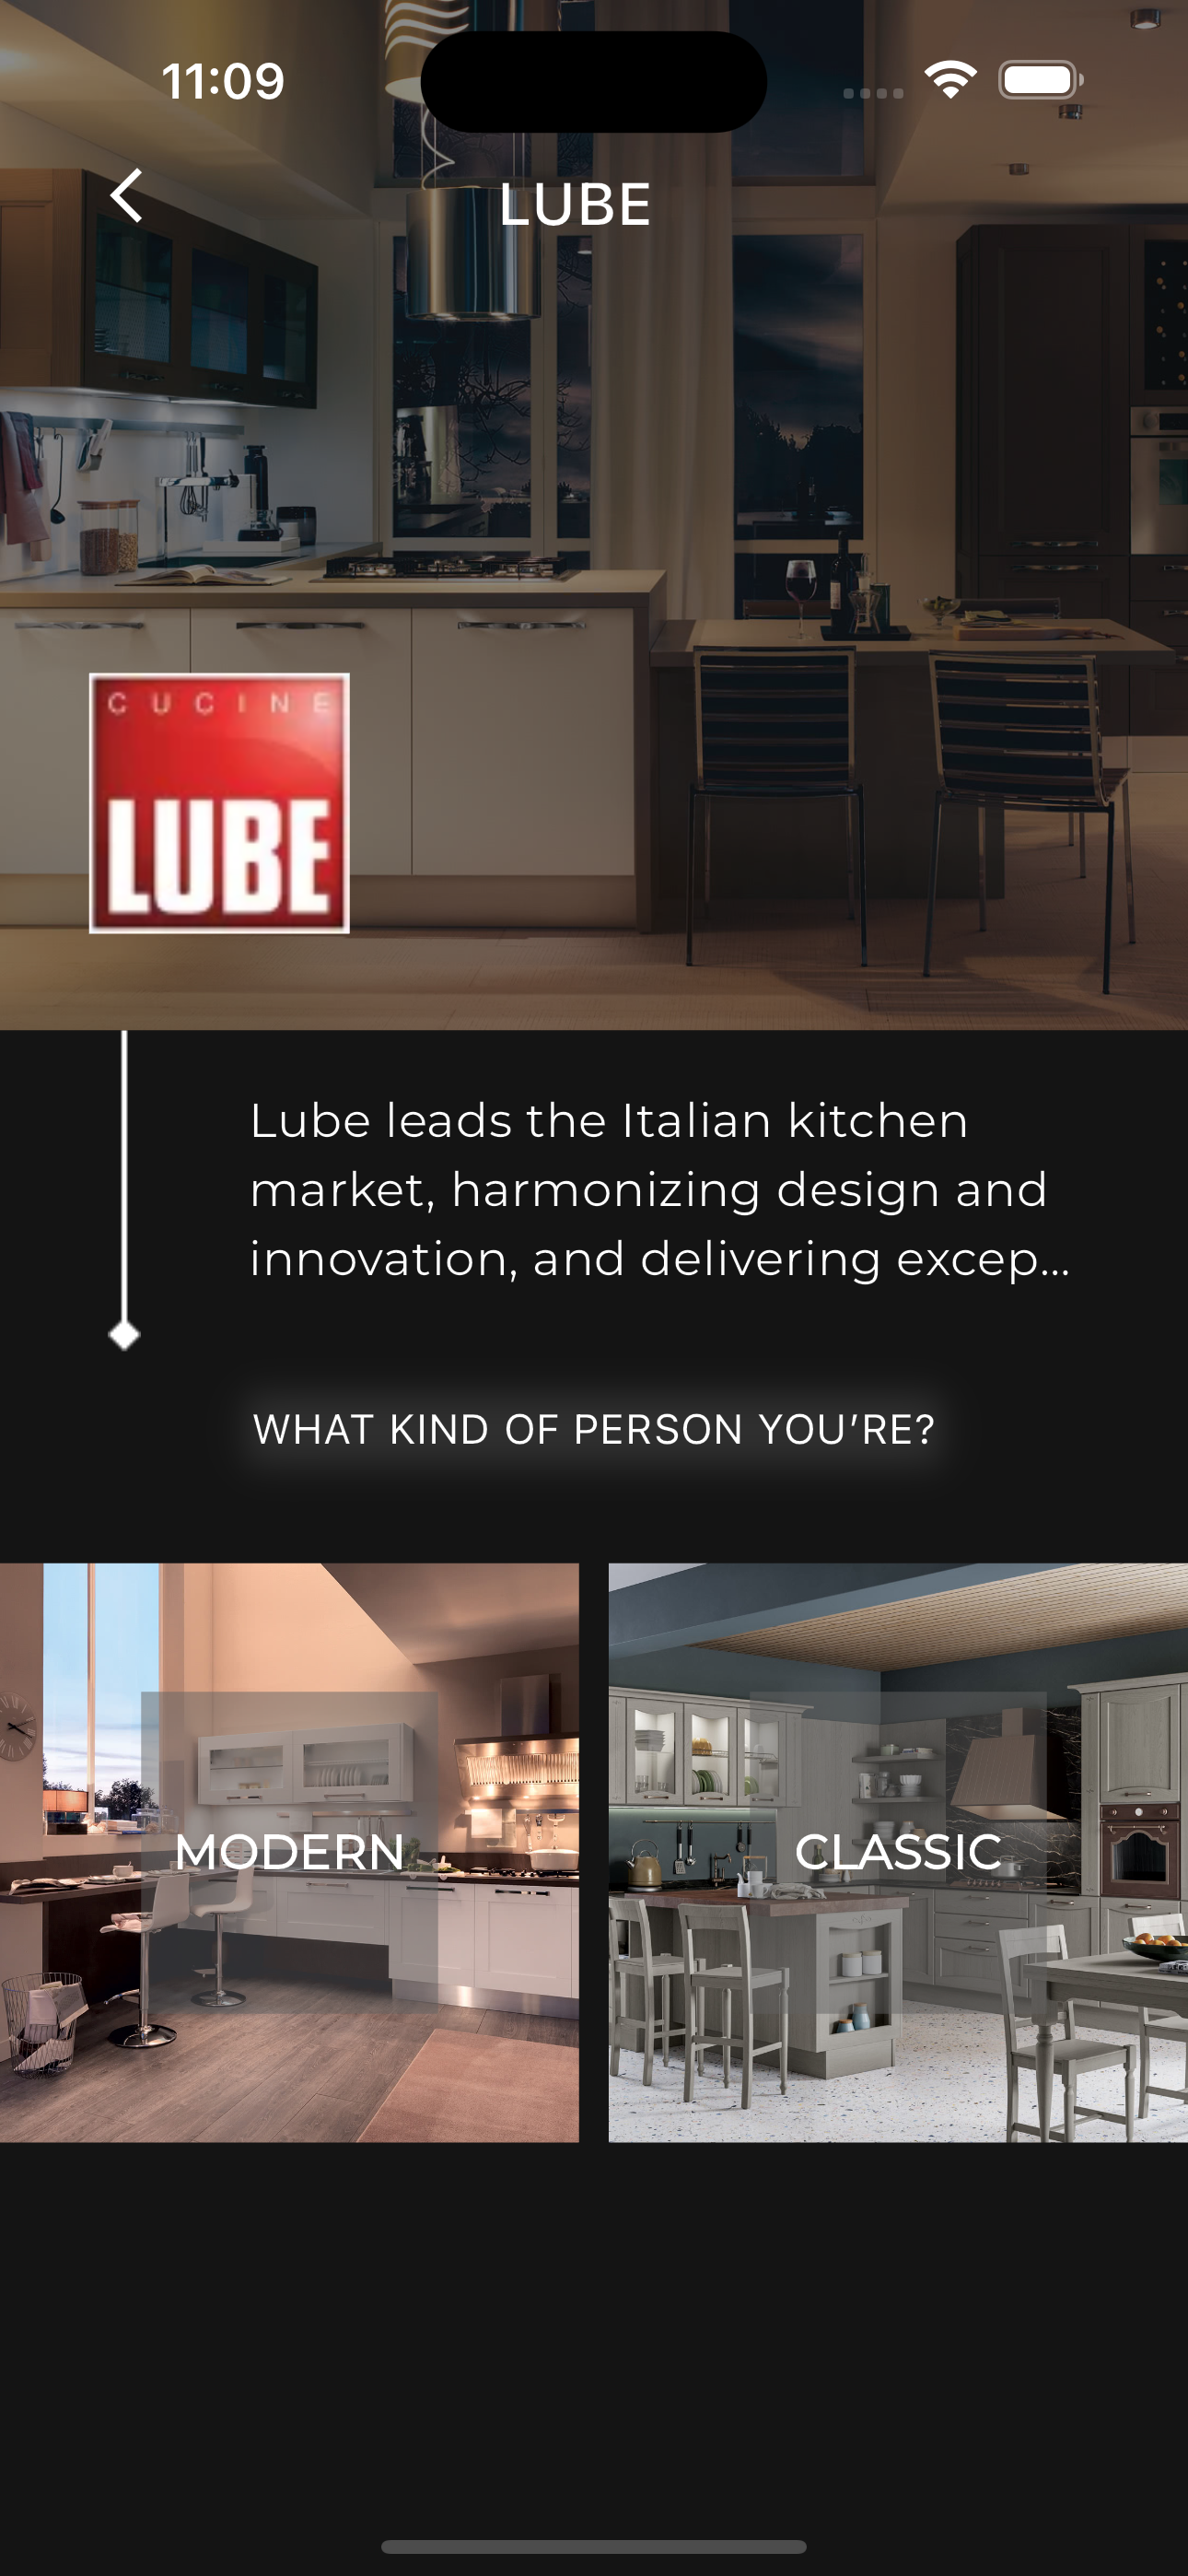 11:09
LUBE
CUCINE
LUBE
Lube leads the Italian kitchen
market, harmonizing design and
innovation, and delivering excep...
WHAT KIND OF PERSON YOU’RE?
MODERN
CLASSIC